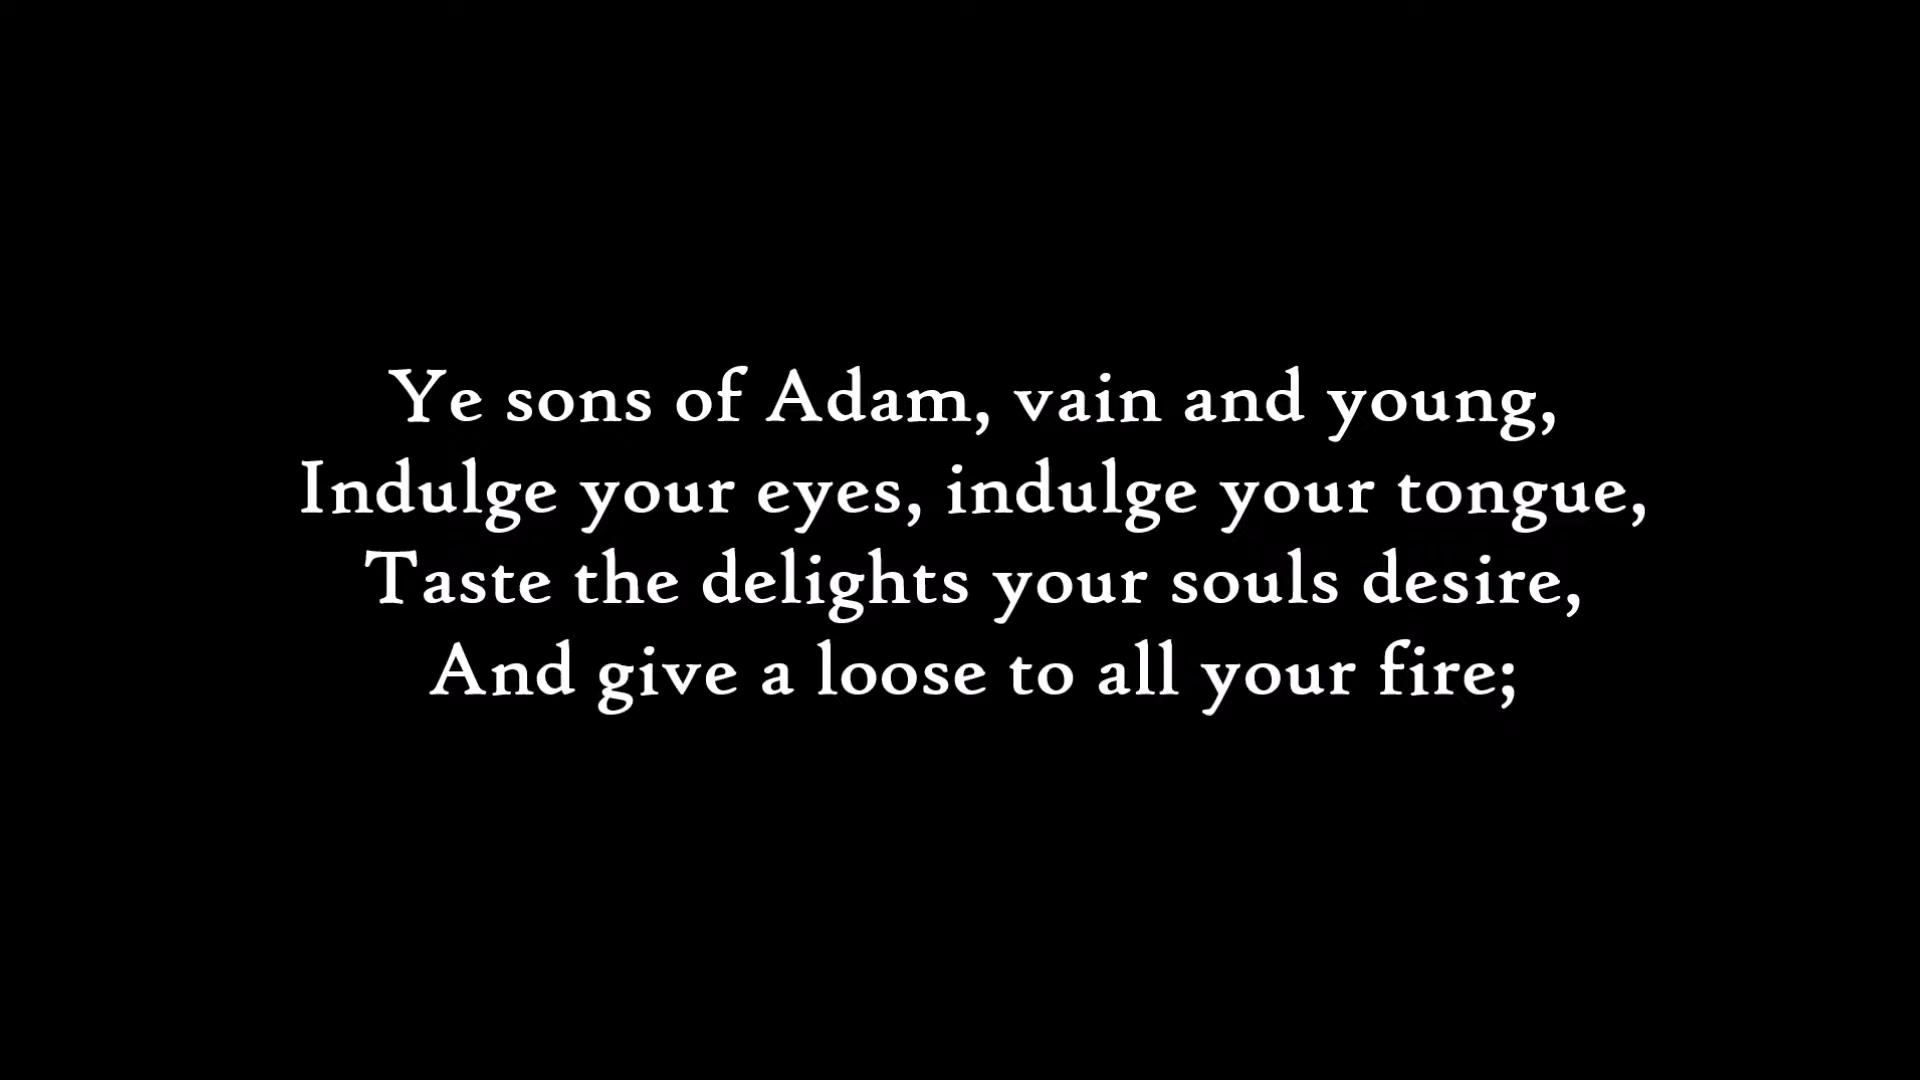 Ye sons of Adam, vain and young,
Indulge your eyes, indulge your tongue,
Taste the delights your souls desire,
And give a loose to all your fire;